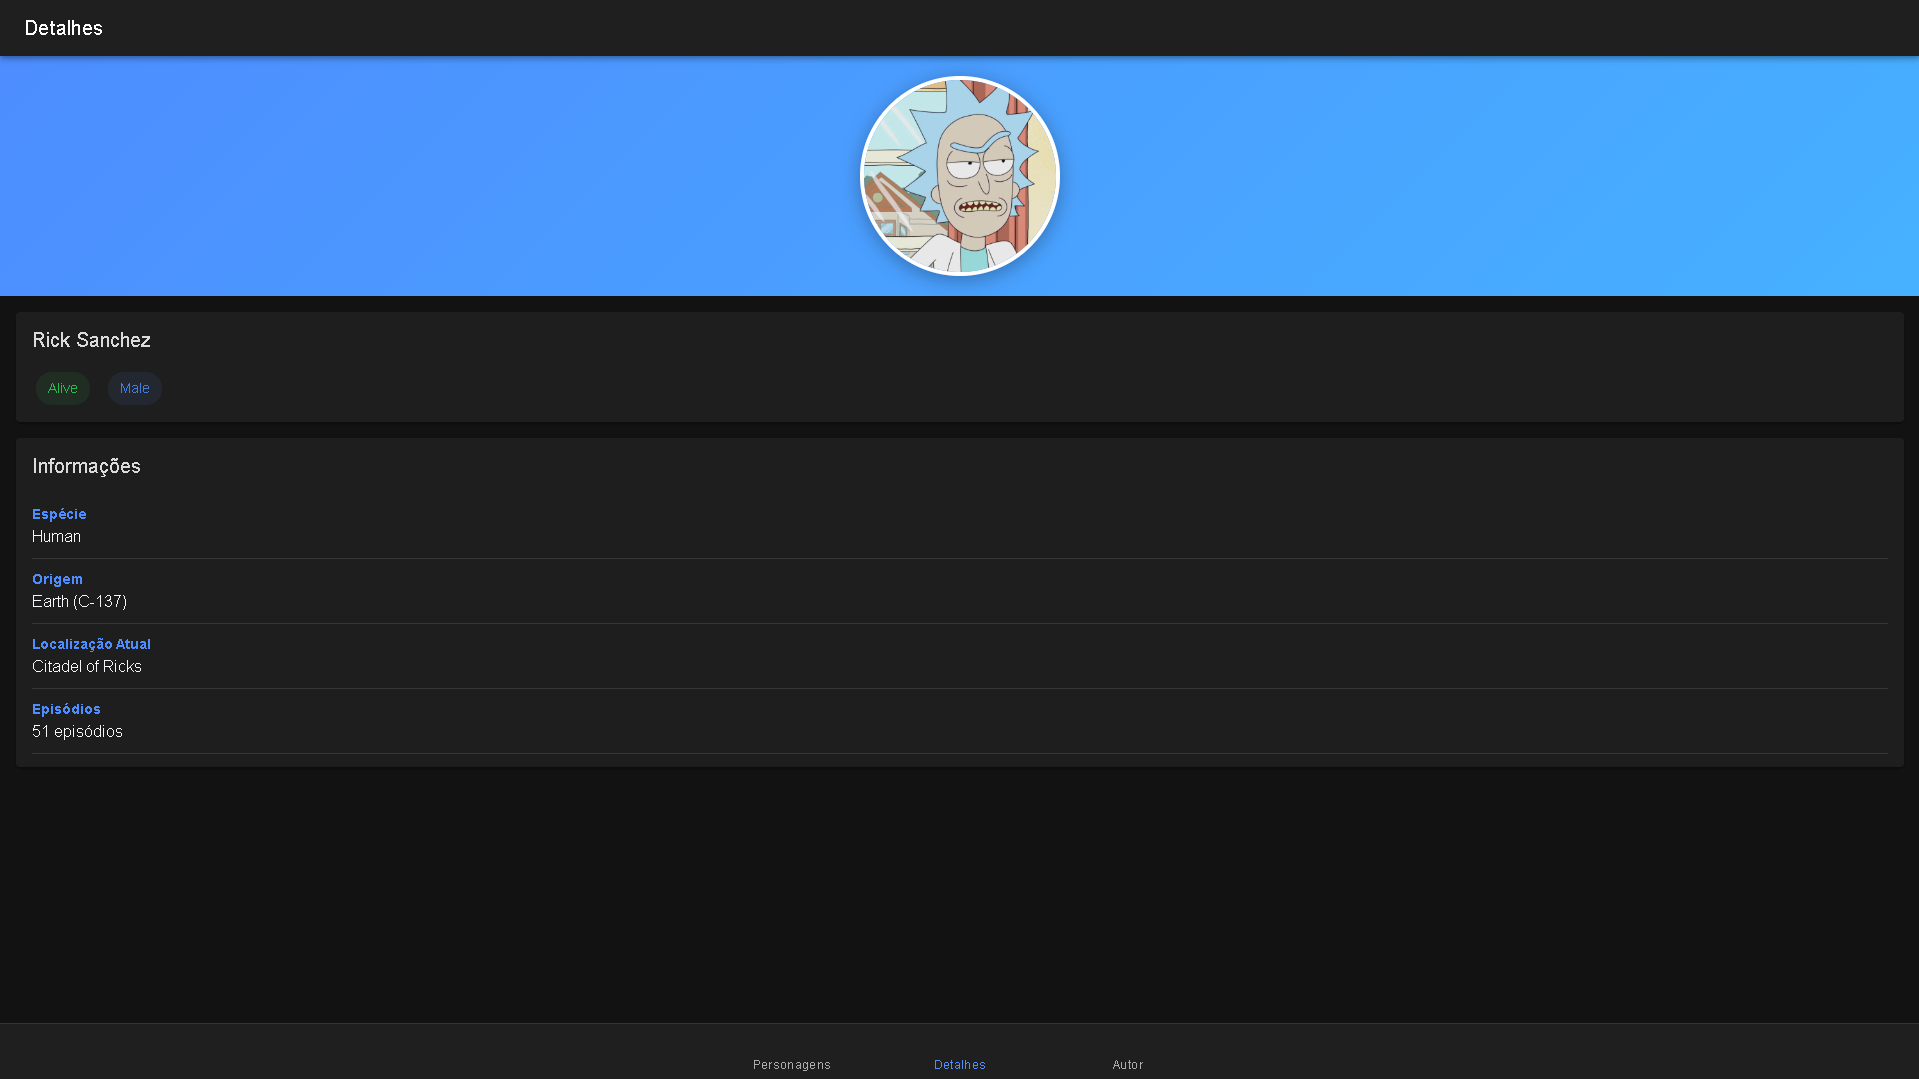 Detalhes
Rick Sanchez
Alive Male
Informações
Espécie
Human
Origem
Earth (C-137)
Localização Atual
Citadel of Ricks
Episódios
51 episódios
Personagens Detalhes Autor